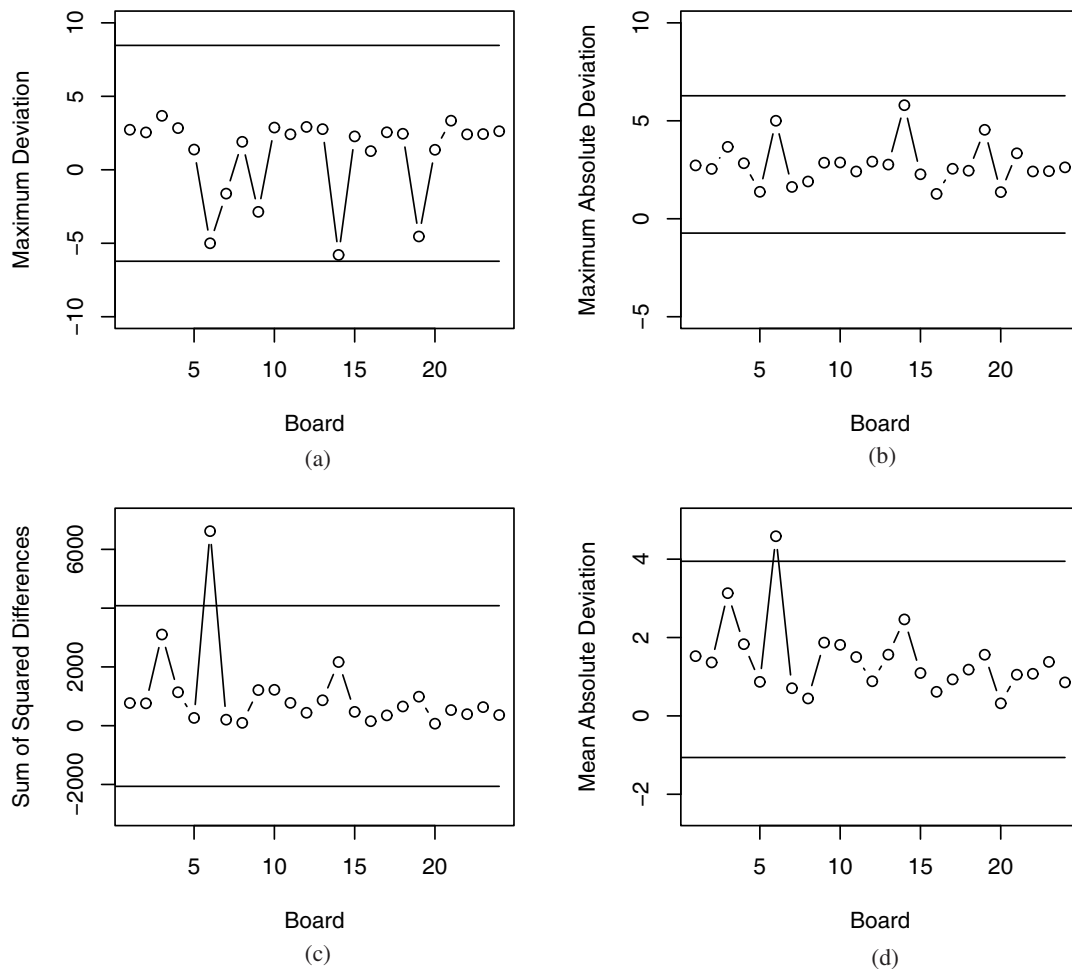 Maximum Deviation
10
5
0
−5
−10
5 10 15 20
Board
(a)
Maximum Absolute Deviation
10
5
0
−5
5 10 15 20
Board
(b)
Sum of Squared Differences
6000
2000
0
−2000
5 10 15 20
Board
(c)
Mean Absolute Deviation
4
2
0
−2
5 10 15 20
Board
(d)